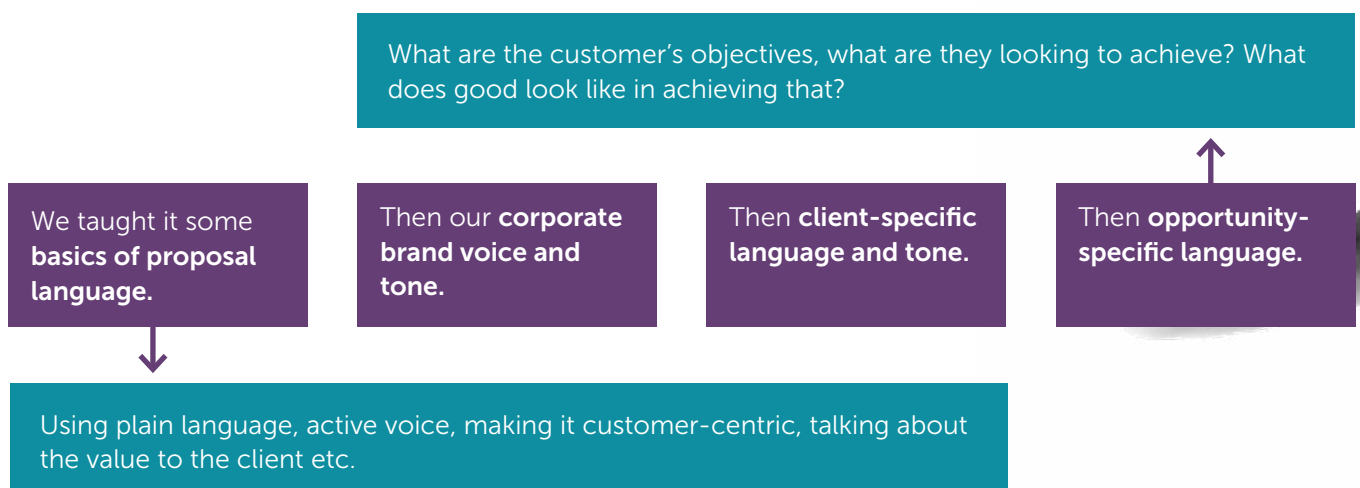 What are the customer’s objectives, what are they looking to achieve? What
does good look like in achieving that?
We taught it some
basics of proposal
language.
Then our corporate
brand voice and
tone.
Then client-specific
language and tone.
Then opportunity-
specific language.
Using plain language, active voice, making it customer-centric, talking about
the value to the client etc.